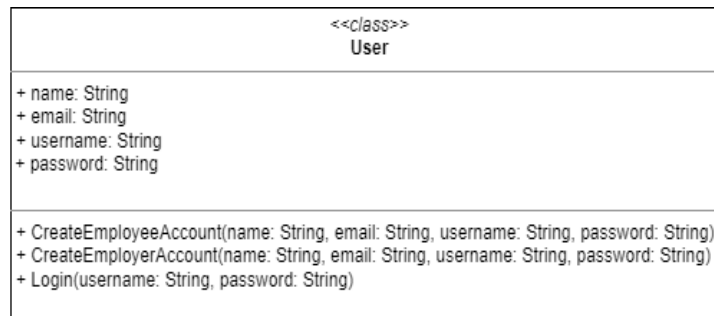 <<class>>
User
+ name: String
+ email: String
+ username: String
+ password: String
+ CreateEmployeeAccount(name: String, email: String, username: String, password: String)
+ CreateEmployerAccount(name: String, email: String, username: String, password: String)
+ Login(username: String, password: String)